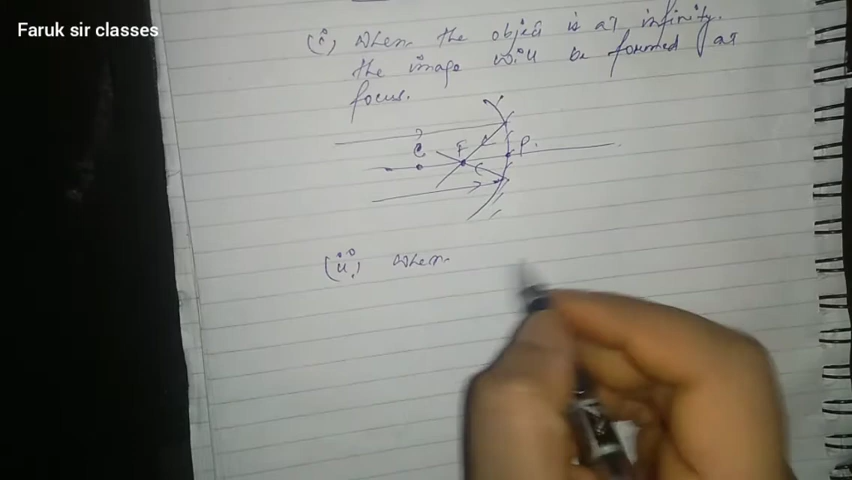 Faruk sir classes
(i) When the object is at infinity.
the image will be formed at
focus.
C F P.
(ii) When